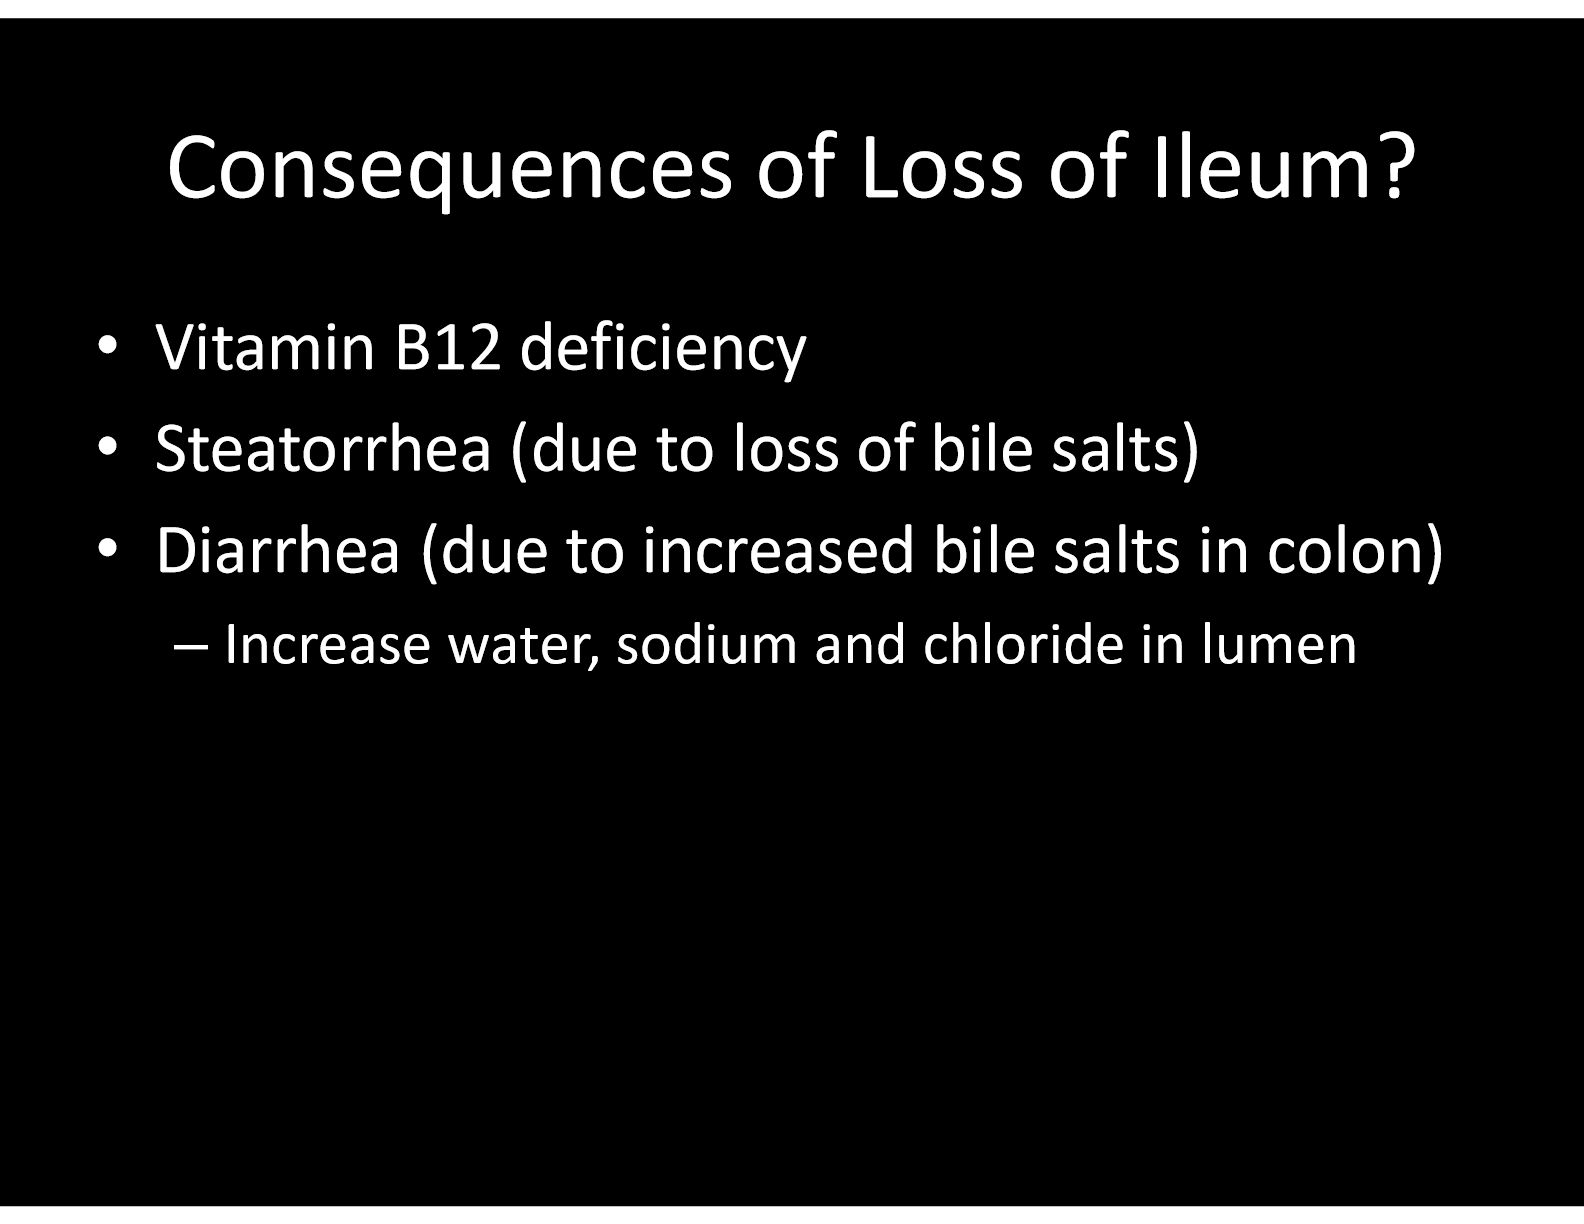 Consequences of Loss of Ileum?
• Vitamin B12 deficiency
• Steatorrhea (due to loss of bile salts)
• Diarrhea (due to increased bile salts in colon)
– Increase water, sodium and chloride in lumen